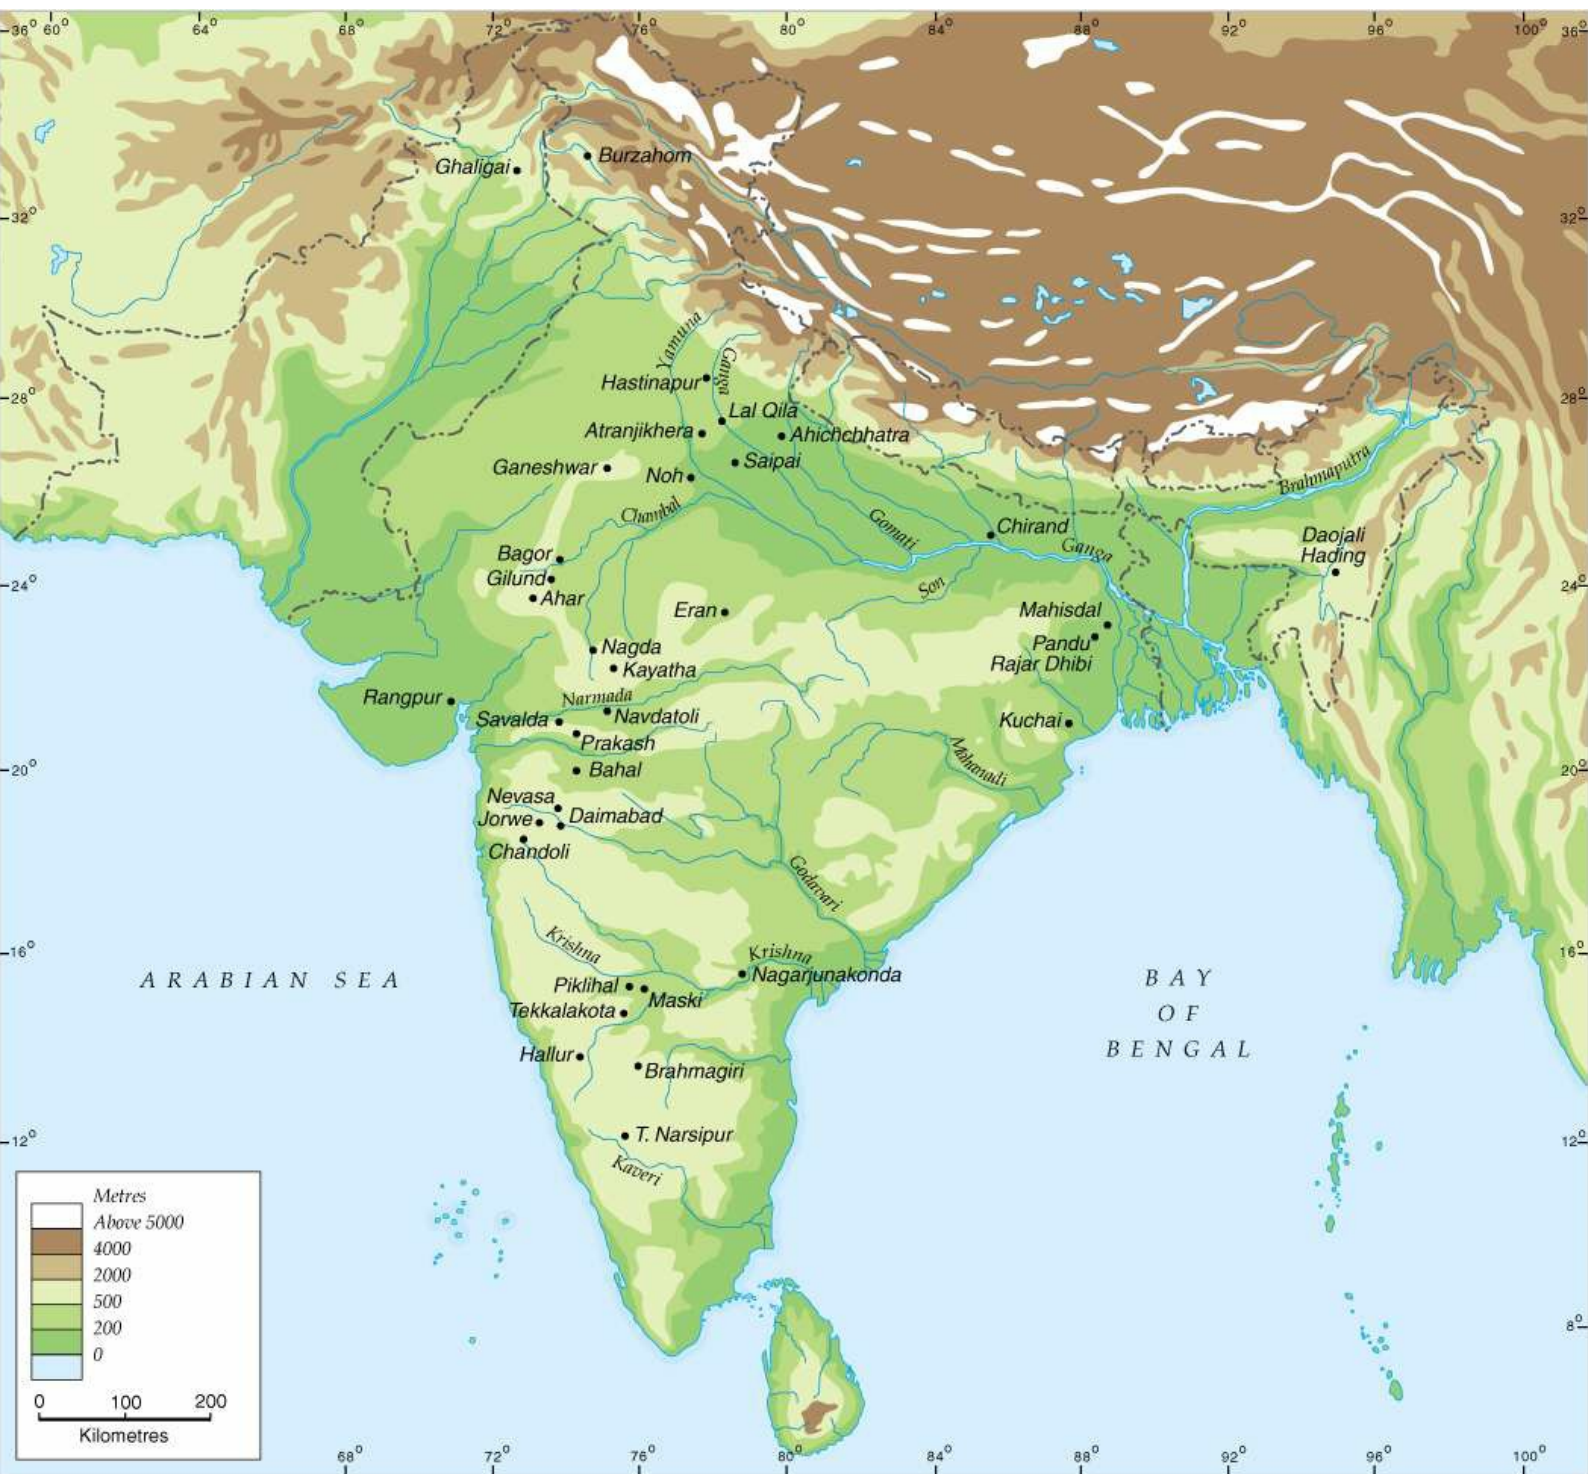 36° 60° 64° 68° 72° 76° 80° 84° 88° 92° 96° 100° 36°
Ghaligai
Burzahom
32° 32°
Yamuna
Ganga
Hastinapur
28° 28°
Lal Qila
Atranjikhera
Ahichchhatra
Ganeshwar
Saipai
Noh
Brahmaputra
Chambal
Gomati
Chirand
Ganga
Daojali
Hading
Bagor
Gilund
24° 24°
Ahar
Son
Eran
Mahisdal
Pandu
Rajar Dhibi
Nagda
Kayatha
Rangpur
Narmada
Savalda
Navdatoli
Kuchai
Prakash
Mahanadi
20° 20°
Bahal
Nevasa
Jorwe
Daimabad
Chandoli
Godavari
Krishna
Krishna
16° 16°
ARABIAN SEA
BAY
OF
BENGAL
Nagarjunakonda
Piklihal
Maski
Tekkalakota
Hallur
Brahmagiri
T. Narsipur
12° 12°
Kaveri
Metres
Above 5000
4000
2000
500
200
0
8°
0 100 200
Kilometres
68° 72° 76° 80° 84° 88° 92° 96° 100°